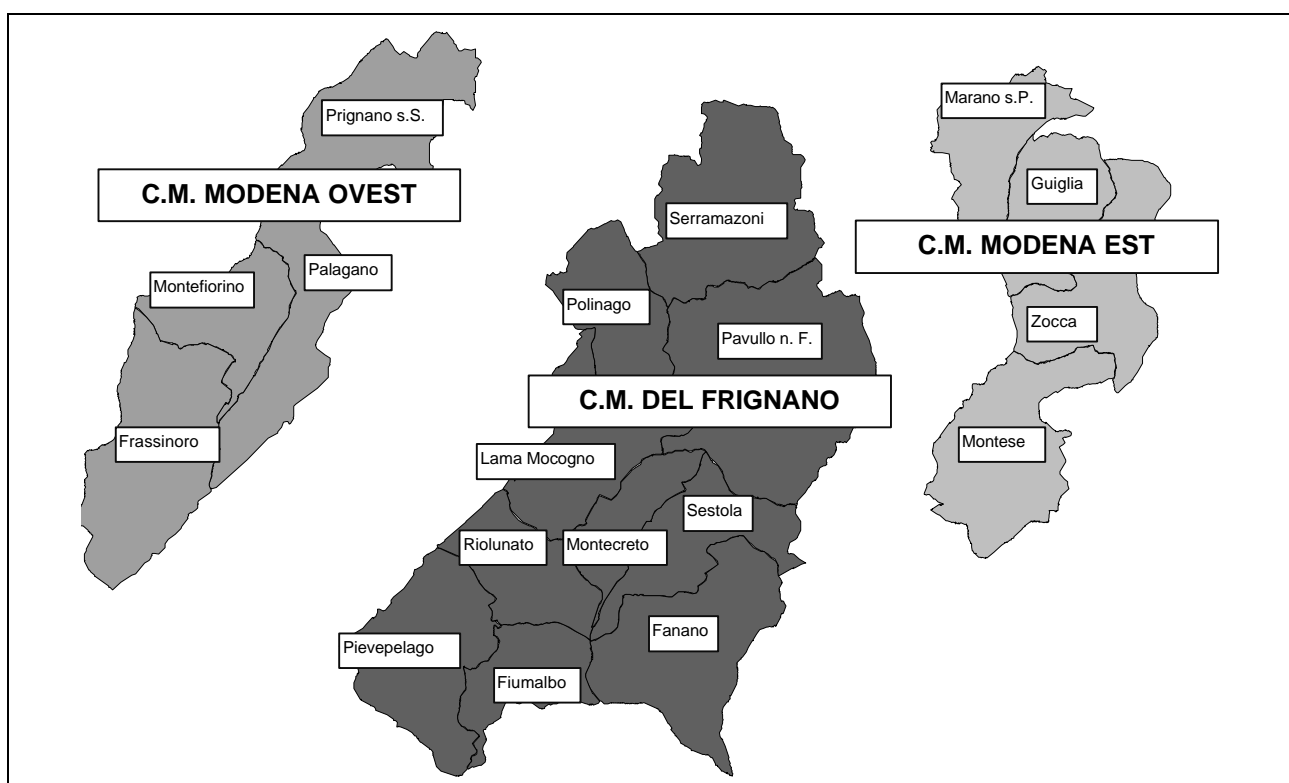 Prignano s.S.
C.M. MODENA OVEST
Palagano
Montefiorino
Frassinoro
Serramazoni
Polinago
Pavullo n. F.
C.M. DEL FRIGNANO
Lama Mocogno
Sestola
Riolunato
Montecreto
Fanano
Pievepelago
Fiumalbo
Marano s.P.
Guiglia
C.M. MODENA EST
Zocca
Montese